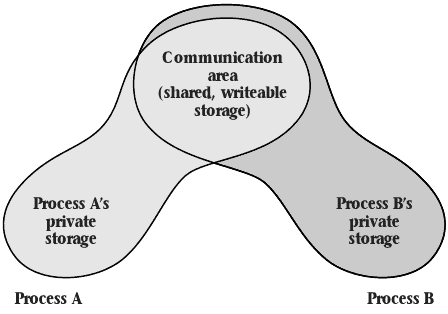 Communication
area
(shared, writeable
storage)
Process A's
private
storage
Process B's
private
storage
Process A
Process B